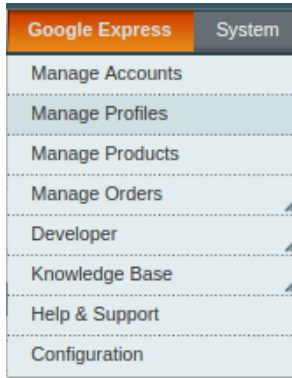 Google Express System
Manage Accounts
Manage Profiles
Manage Products
Manage Orders
Developer
Knowledge Base
Help & Support
Configuration